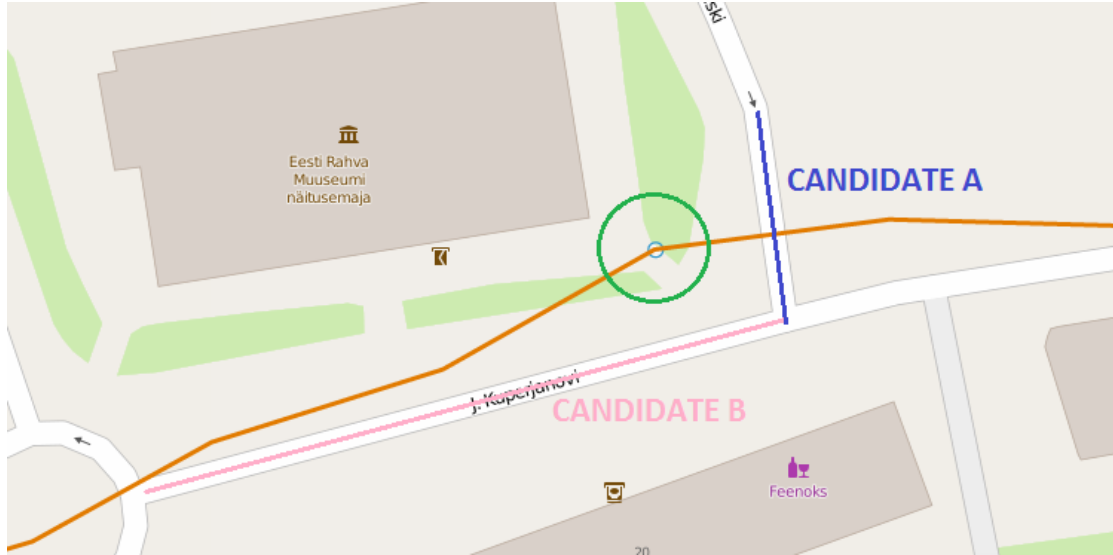 ski
Eesti Rahva
Muuseumi
näitusemaja
CANDIDATE A
J. Kuperjanovi
CANDIDATE B
Feenoks
20